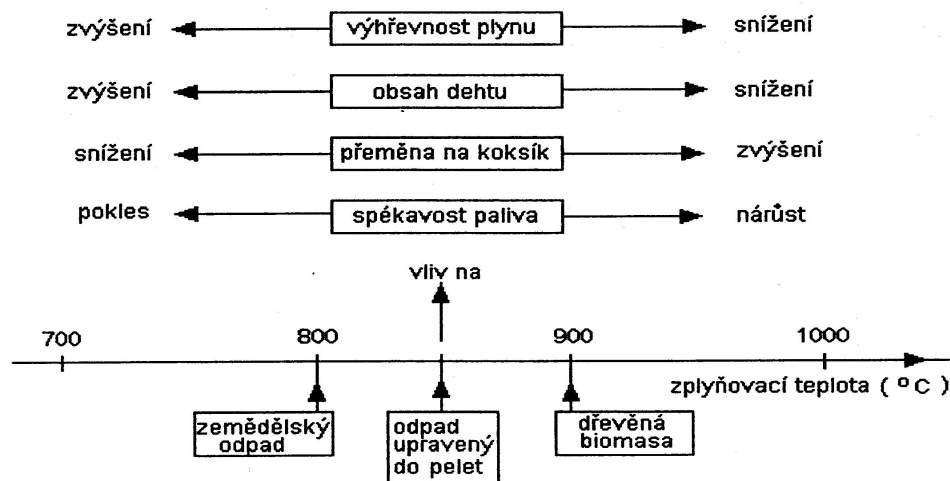 zvýšení výhřevnost plynu snížení
zvýšení obsah dehtu snížení
snížení přeměna na koksík zvýšení
pokles spékavost paliva nárůst
vliv na
700 800 900 1000
zplyňovací teplota ( °C )
zemědělský
odpad
odpad
upravený
do pelet
dřevěná
biomasa